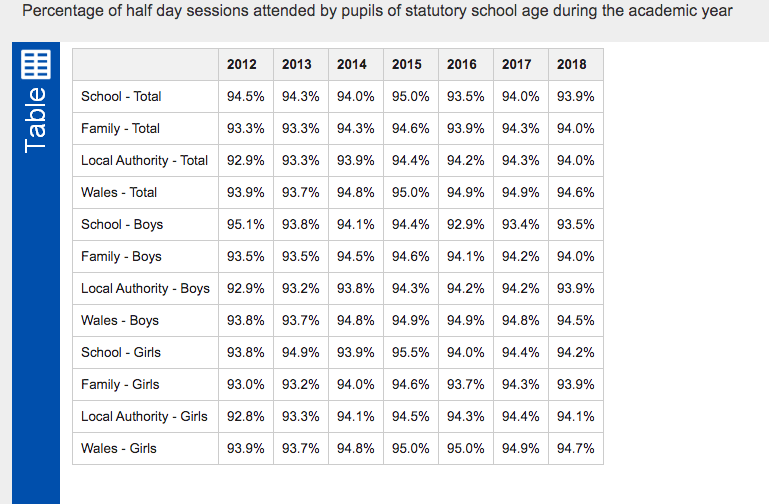 Percentage of half day sessions attended by pupils of statutory school age during the academic year
Table
2012 2013 2014 2015 2016 2017 2018
School - Total 94.5% 94.3% 94.0% 95.0% 93.5% 94.0% 93.9%
Family - Total 93.3% 93.3% 94.3% 94.6% 93.9% 94.3% 94.0%
Local Authority - Total 92.9% 93.3% 93.9% 94.4% 94.2% 94.3% 94.0%
Wales - Total 93.9% 93.7% 94.8% 95.0% 94.9% 94.9% 94.6%
School - Boys 95.1% 93.8% 94.1% 94.4% 92.9% 93.4% 93.5%
Family - Boys 93.5% 93.5% 94.5% 94.6% 94.1% 94.2% 94.0%
Local Authority - Boys 92.9% 93.2% 93.8% 94.3% 94.2% 94.2% 93.9%
Wales - Boys 93.8% 93.7% 94.8% 94.9% 94.9% 94.8% 94.5%
School - Girls 93.8% 94.9% 93.9% 95.5% 94.0% 94.4% 94.2%
Family - Girls 93.0% 93.2% 94.0% 94.6% 93.7% 94.3% 93.9%
Local Authority - Girls 92.8% 93.3% 94.1% 94.5% 94.3% 94.4% 94.1%
Wales - Girls 93.9% 93.7% 94.8% 95.0% 95.0% 94.9% 94.7%